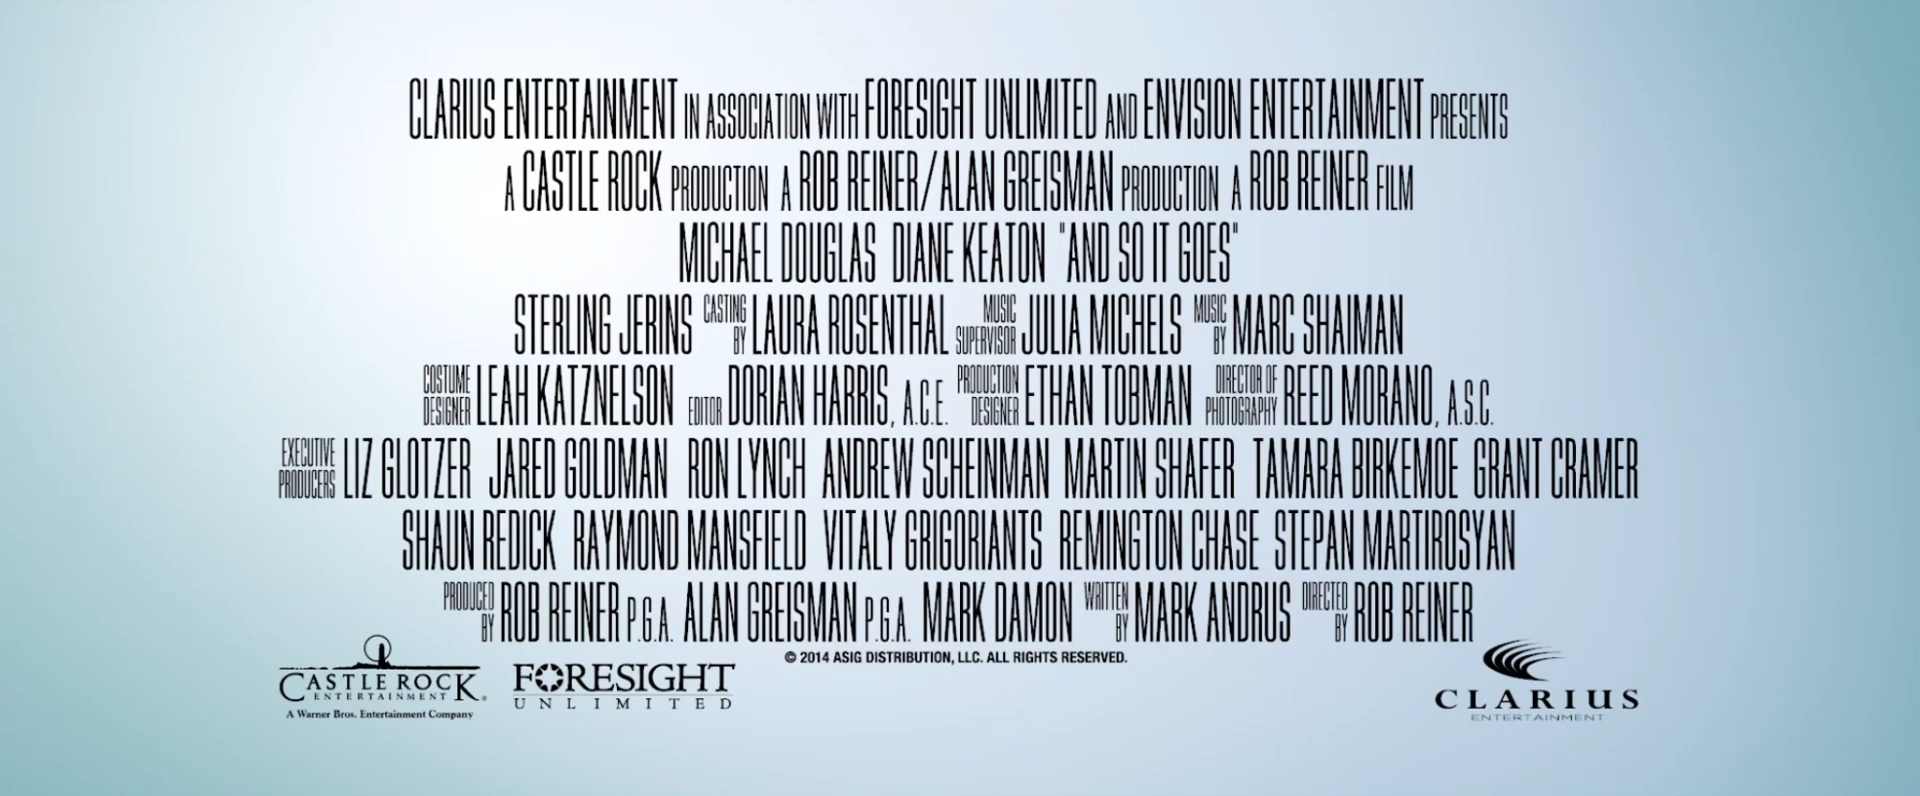 CLARIUS ENTERTAINMENT IN ASSOCIATION WITH FORESIGHT UNLIMITED AND ENVISION ENTERTAINMENT PRESENTS
A CASTLE ROCK PRODUCTION A ROB REINER/ALAN GREISMAN PRODUCTION A ROB REINER FILM
MICHAEL DOUGLAS DIANE KEATON "AND SO IT GOES"
STERLING JERINS CASTING BY LAURA ROSENTHAL MUSIC SUPERVISOR JULIA MICHELS MUSIC BY MARC SHAIMAN
COSTUME DESIGNER LEAH KATZNELSON EDITOR DORIAN HARRIS, A.C.E. PRODUCTION DESIGNER ETHAN TOBMAN DIRECTOR OF PHOTOGRAPHY REED MORANO, A.S.C.
EXECUTIVE PRODUCERS LIZ GLOTZER JARED GOLDMAN RON LYNCH ANDREW SCHEINMAN MARTIN SHAFER TAMARA BIRKEMOE GRANT CRAMER
SHAUN REDICK RAYMOND MANSFIELD VITALY GRIGORIANTS REMINGTON CHASE STEPAN MARTIROSYAN
PRODUCED BY ROB REINER P.G.A. ALAN GREISMAN P.G.A. MARK DAMON WRITTEN BY MARK ANDRUS DIRECTED BY ROB REINER
© 2014 ASIG DISTRIBUTION, LLC. ALL RIGHTS RESERVED.
CASTLE ROCK
ENTERTAINMENT
A Warner Bros. Entertainment Company
FORESIGHT
UNLIMITED
CLARIUS
ENTERTAINMENT